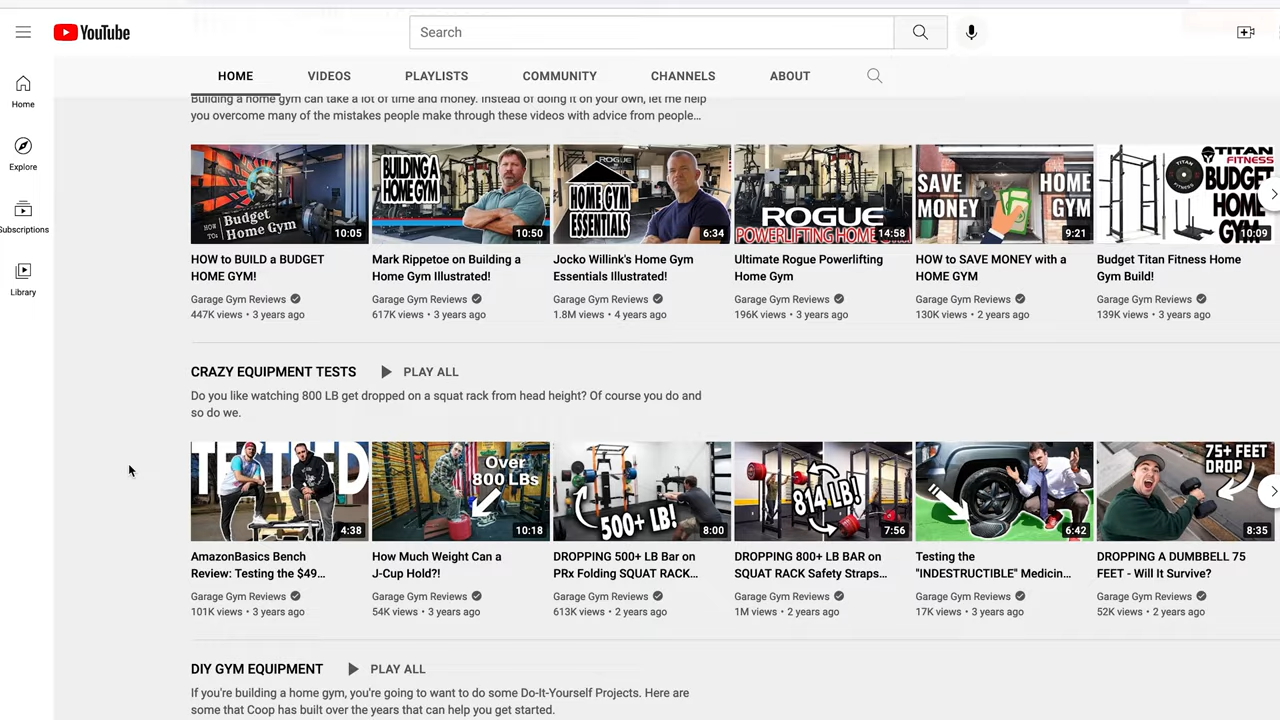 YouTube
Search
HOME VIDEOS PLAYLISTS COMMUNITY CHANNELS ABOUT
Home
Explore
Subscriptions
Library
Building a home gym can take a lot of time and money. Instead of doing it on your own, let me help
you overcome many of the mistakes people make through these videos with advice from people…
HOW TO: Budget Home Gym
10:05
BUILDING A HOME GYM
10:50
ROGUE
HOME GYM ESSENTIALS
6:34
ROGUE
POWERLIFTING HOME
14:58
SAVE MONEY HOME GYM
9:21
TITAN FITNESS
BUDGET HOME GYM
10:09
HOW to BUILD a BUDGET
HOME GYM!
Garage Gym Reviews
447K views • 3 years ago
Mark Rippetoe on Building a
Home Gym Illustrated!
Garage Gym Reviews
617K views • 3 years ago
Jocko Willink's Home Gym
Essentials Illustrated!
Garage Gym Reviews
1.8M views • 4 years ago
Ultimate Rogue Powerlifting
Home Gym
Garage Gym Reviews
196K views • 3 years ago
HOW to SAVE MONEY with a
HOME GYM
Garage Gym Reviews
130K views • 2 years ago
Budget Titan Fitness Home
Gym Build!
Garage Gym Reviews
139K views • 3 years ago
CRAZY EQUIPMENT TESTS PLAY ALL
Do you like watching 800 LB get dropped on a squat rack from head height? Of course you do and
so do we.
TESTED
4:38
Over
800 LBs
10:18
500+ LB!
8:00
814 LB!
7:56
6:42
75+ FEET
DROP
8:35
AmazonBasics Bench
Review: Testing the $49…
Garage Gym Reviews
101K views • 3 years ago
How Much Weight Can a
J-Cup Hold?!
Garage Gym Reviews
54K views • 3 years ago
DROPPING 500+ LB Bar on
PRx Folding SQUAT RACK…
Garage Gym Reviews
613K views • 2 years ago
DROPPING 800+ LB BAR on
SQUAT RACK Safety Straps…
Garage Gym Reviews
1M views • 2 years ago
Testing the
"INDESTRUCTIBLE" Medicin…
Garage Gym Reviews
17K views • 3 years ago
DROPPING A DUMBBELL 75
FEET - Will It Survive?
Garage Gym Reviews
52K views • 2 years ago
DIY GYM EQUIPMENT PLAY ALL
If you're building a home gym, you're going to want to do some Do-It-Yourself Projects. Here are
some that Coop has built over the years that can help you get started.